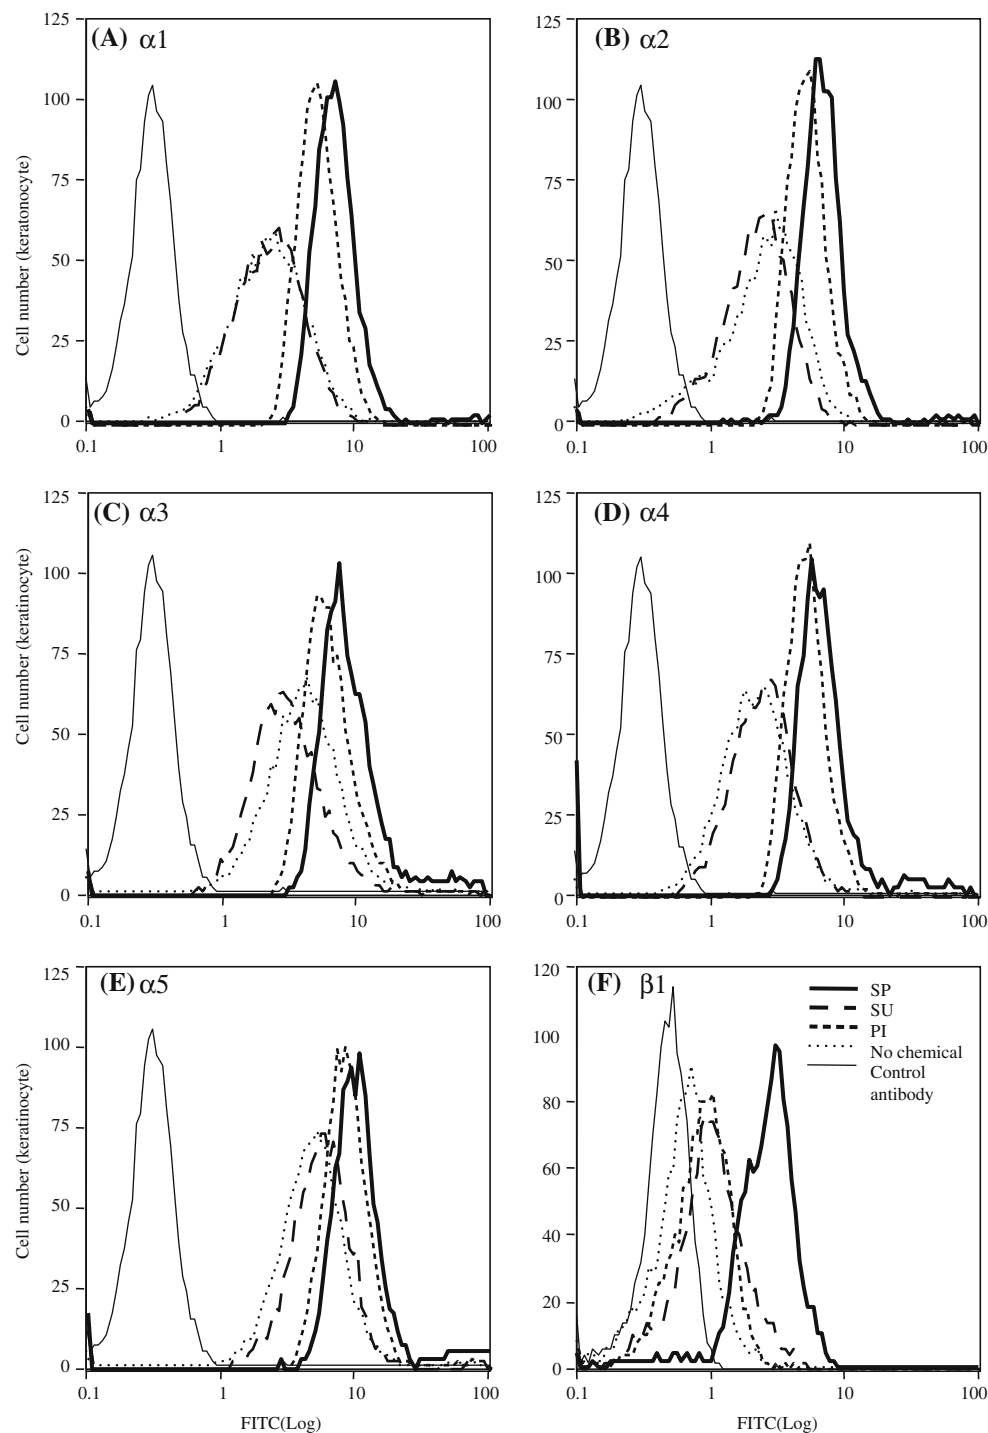 (A) α1
125
100
75
50
25
0
0.1 1 10 100
Cell number (keratonocyte)
(B) α2
125
100
75
50
25
0
0.1 1 10 100
(C) α3
125
100
75
50
25
0
0.1 1 10 100
Cell number (keratinocyte)
(D) α4
125
100
75
50
25
0
0.1 1 10 100
(E) α5
125
100
75
50
25
0
0.1 1 10 100
Cell number (keratinocyte)
FITC(Log)
(F) β1
120
100
80
60
40
20
0
0.1 1 10 100
SP
SU
PI
No chemical
Control
antibody
FITC(Log)